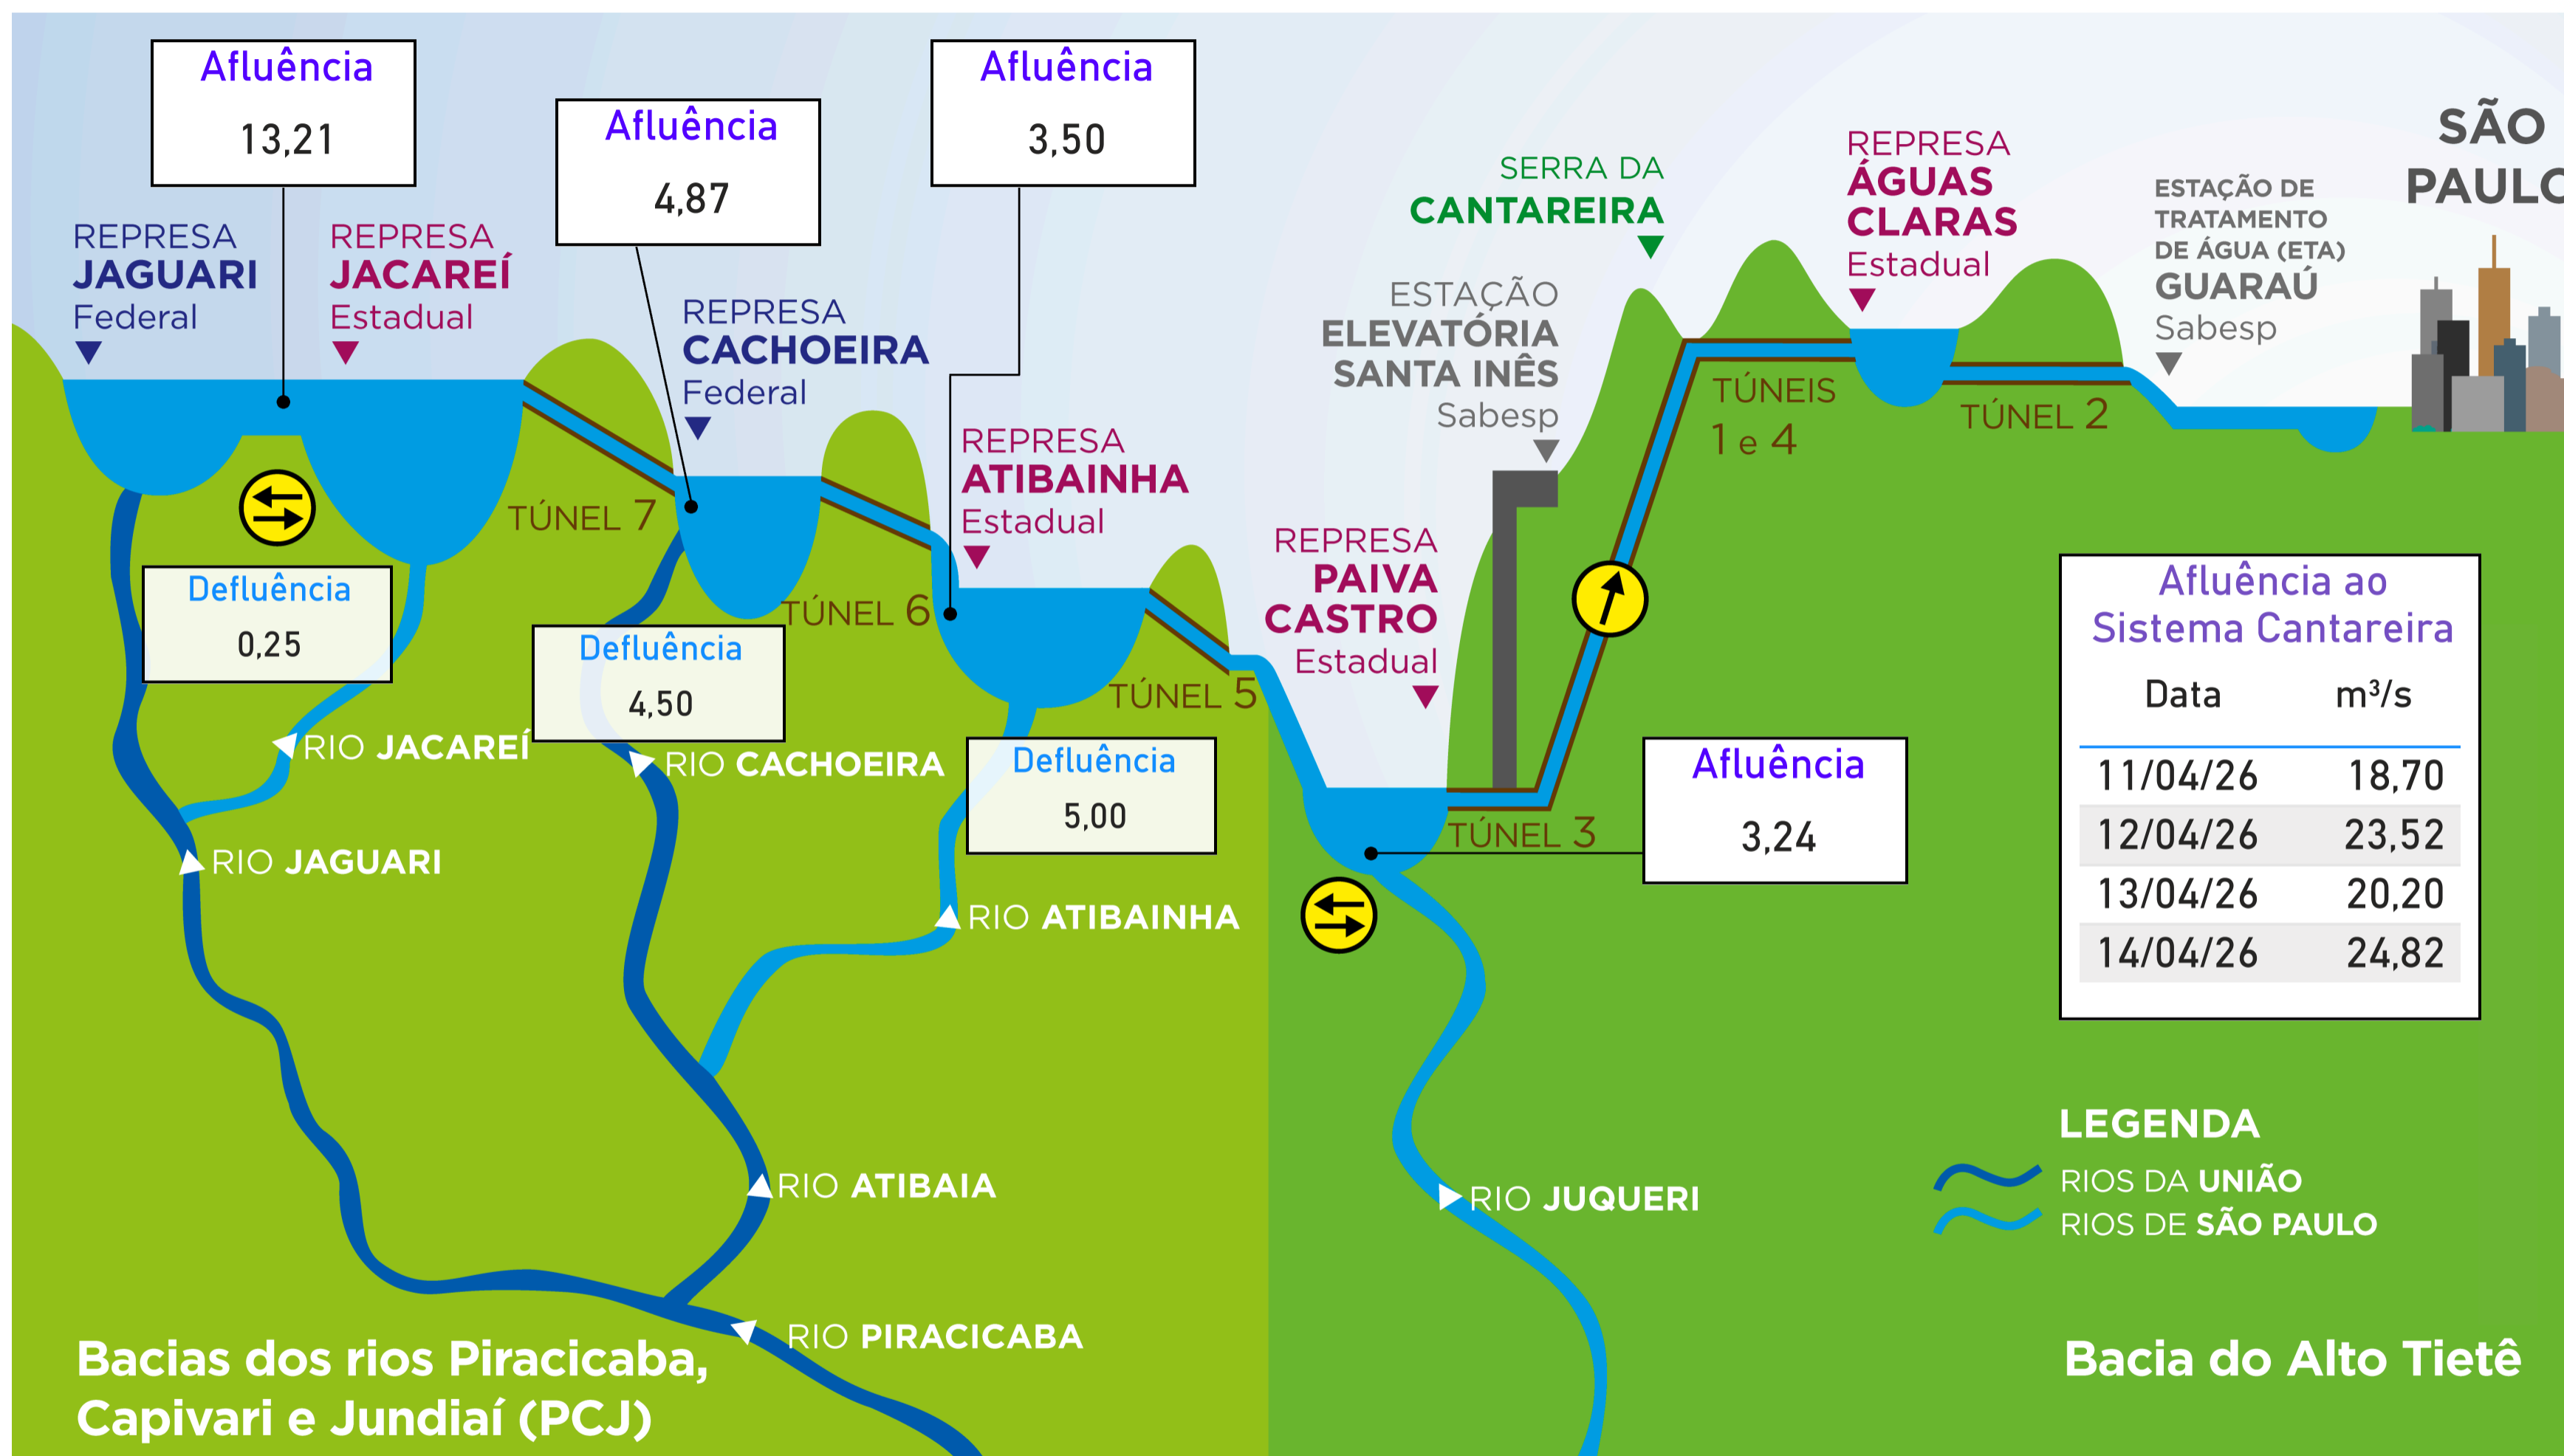 Afluência
13,21
Afluência
4,87
Afluência
3,50
REPRESA
JAGUARI
Federal
REPRESA
JACAREÍ
Estadual
REPRESA
CACHOEIRA
Federal
REPRESA
ATIBAINHA
Estadual
SERRA DA
CANTAREIRA
ESTAÇÃO
ELEVATÓRIA
SANTA INÊS
Sabesp
REPRESA
ÁGUAS
CLARAS
Estadual
ESTAÇÃO DE
TRATAMENTO
DE ÁGUA (ETA)
GUARAÚ
Sabesp
SÃO
PAULO
TÚNEL 7
TÚNEL 6
TÚNEL 5
REPRESA
PAIVA
CASTRO
Estadual
TÚNEIS
1 e 4
TÚNEL 2
TÚNEL 3
Defluência
0,25
Defluência
4,50
Defluência
5,00
Afluência
3,24
Afluência ao
Sistema Cantareira
Data m³/s
11/04/26 18,70
12/04/26 23,52
13/04/26 20,20
14/04/26 24,82
RIO JACAREÍ
RIO CACHOEIRA
RIO JAGUARI
RIO ATIBAINHA
RIO ATIBAIA
RIO JUQUERI
RIO PIRACICABA
LEGENDA
RIOS DA UNIÃO
RIOS DE SÃO PAULO
Bacias dos rios Piracicaba,
Capivari e Jundiaí (PCJ)
Bacia do Alto Tietê